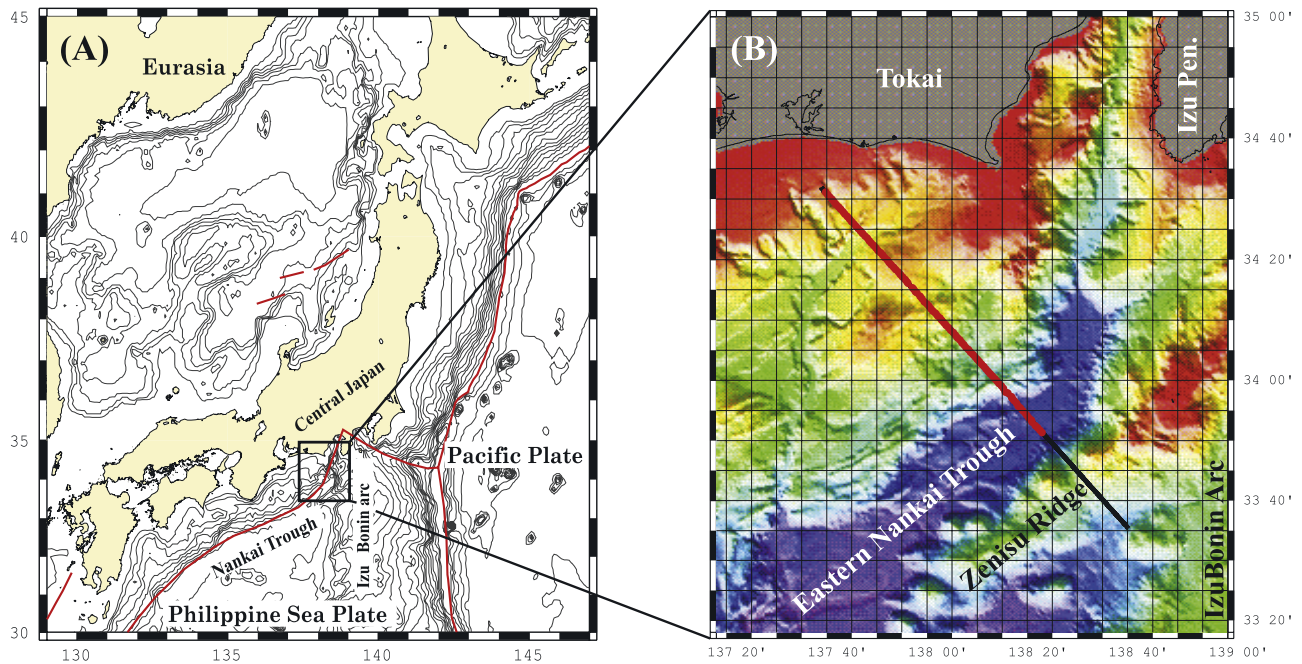 (A)
Eurasia
Central Japan
Pacific Plate
Nankai Trough
Izu Bonin arc
Philippine Sea Plate
45
40
35
30
130
135
140
145
(B)
Tokai
Izu Pen.
Eastern Nankai Trough
Zenisu Ridge
IzuBonin Arc
35 00'
34 40'
34 20'
34 00'
33 40'
33 20'
137 20'
137 40'
138 00'
138 20'
138 40'
139 00'